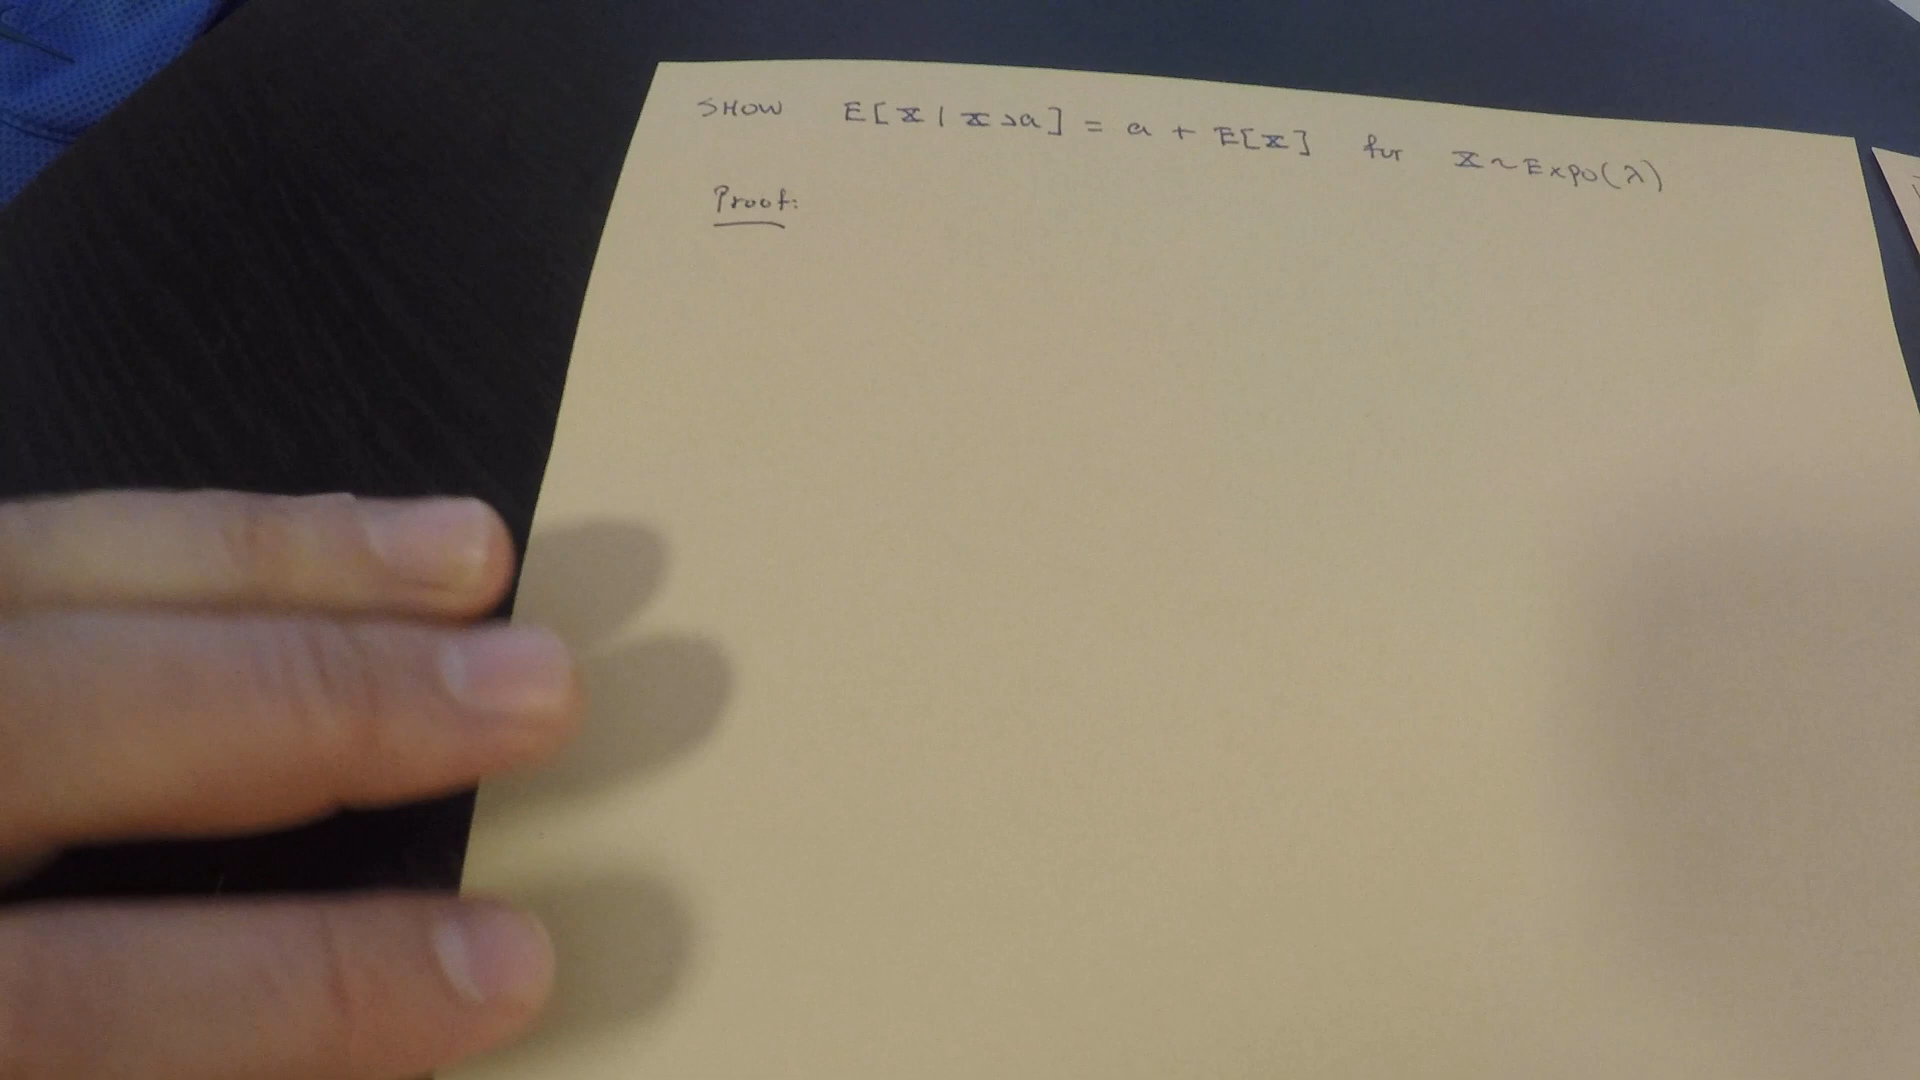 SHOW E[X | X>a] = a + E[X] for X~Expo(λ)
Proof: